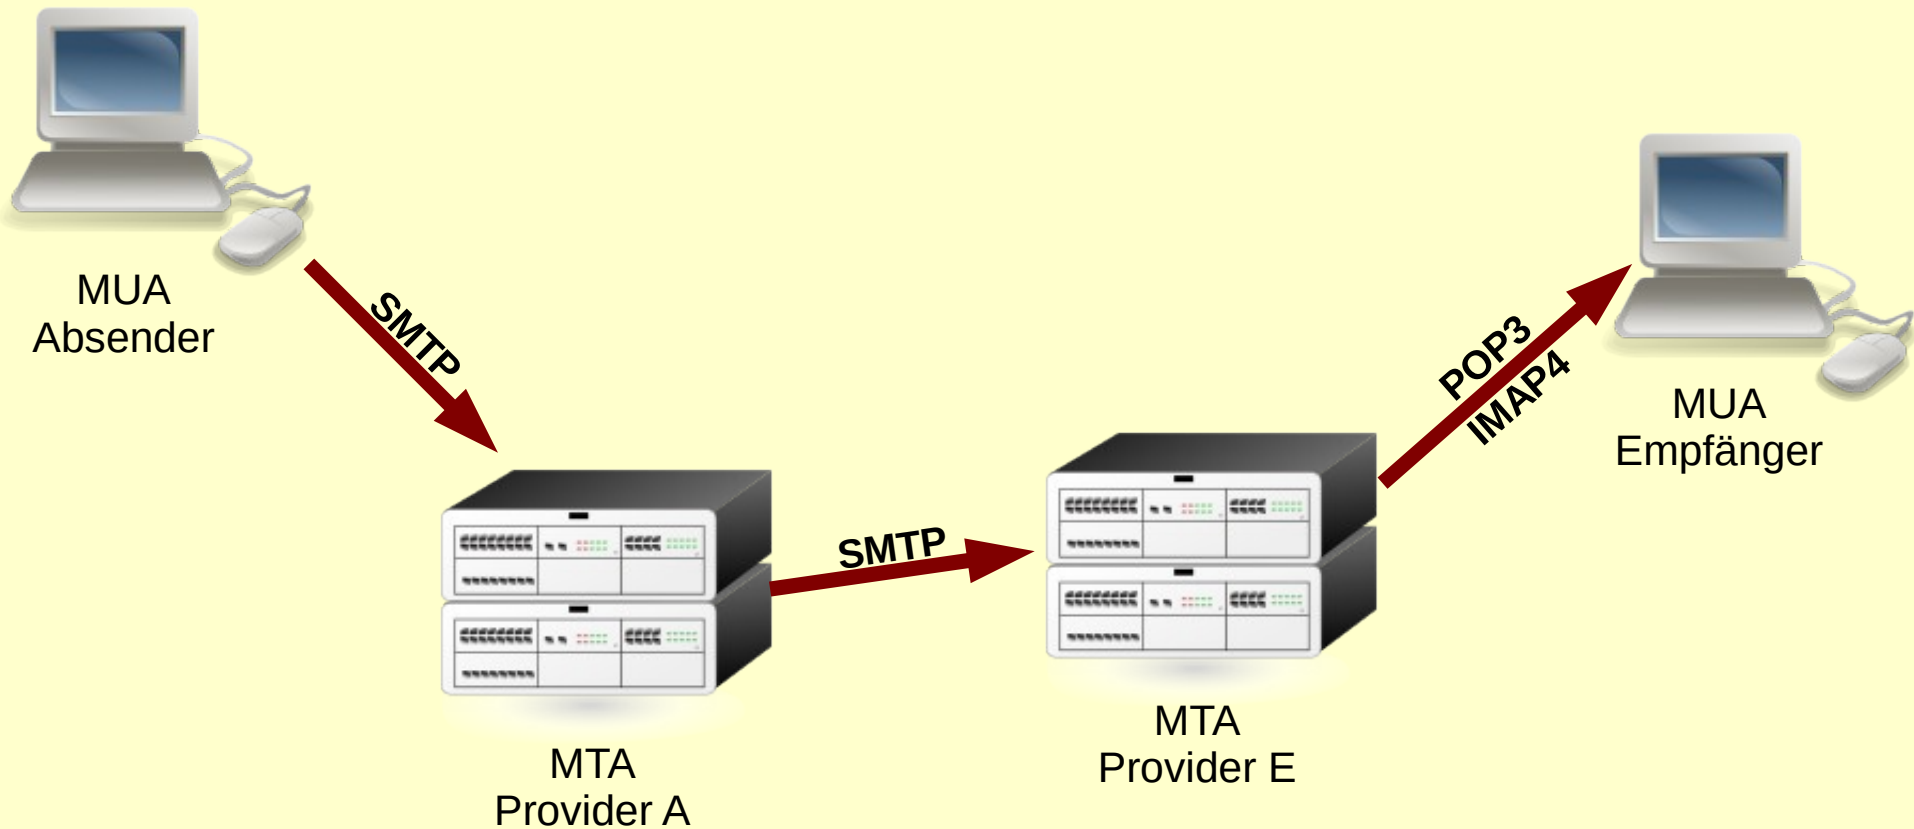 MUA
Absender
SMTP
MTA
Provider A
SMTP
MTA
Provider E
POP3
IMAP4
MUA
Empfänger